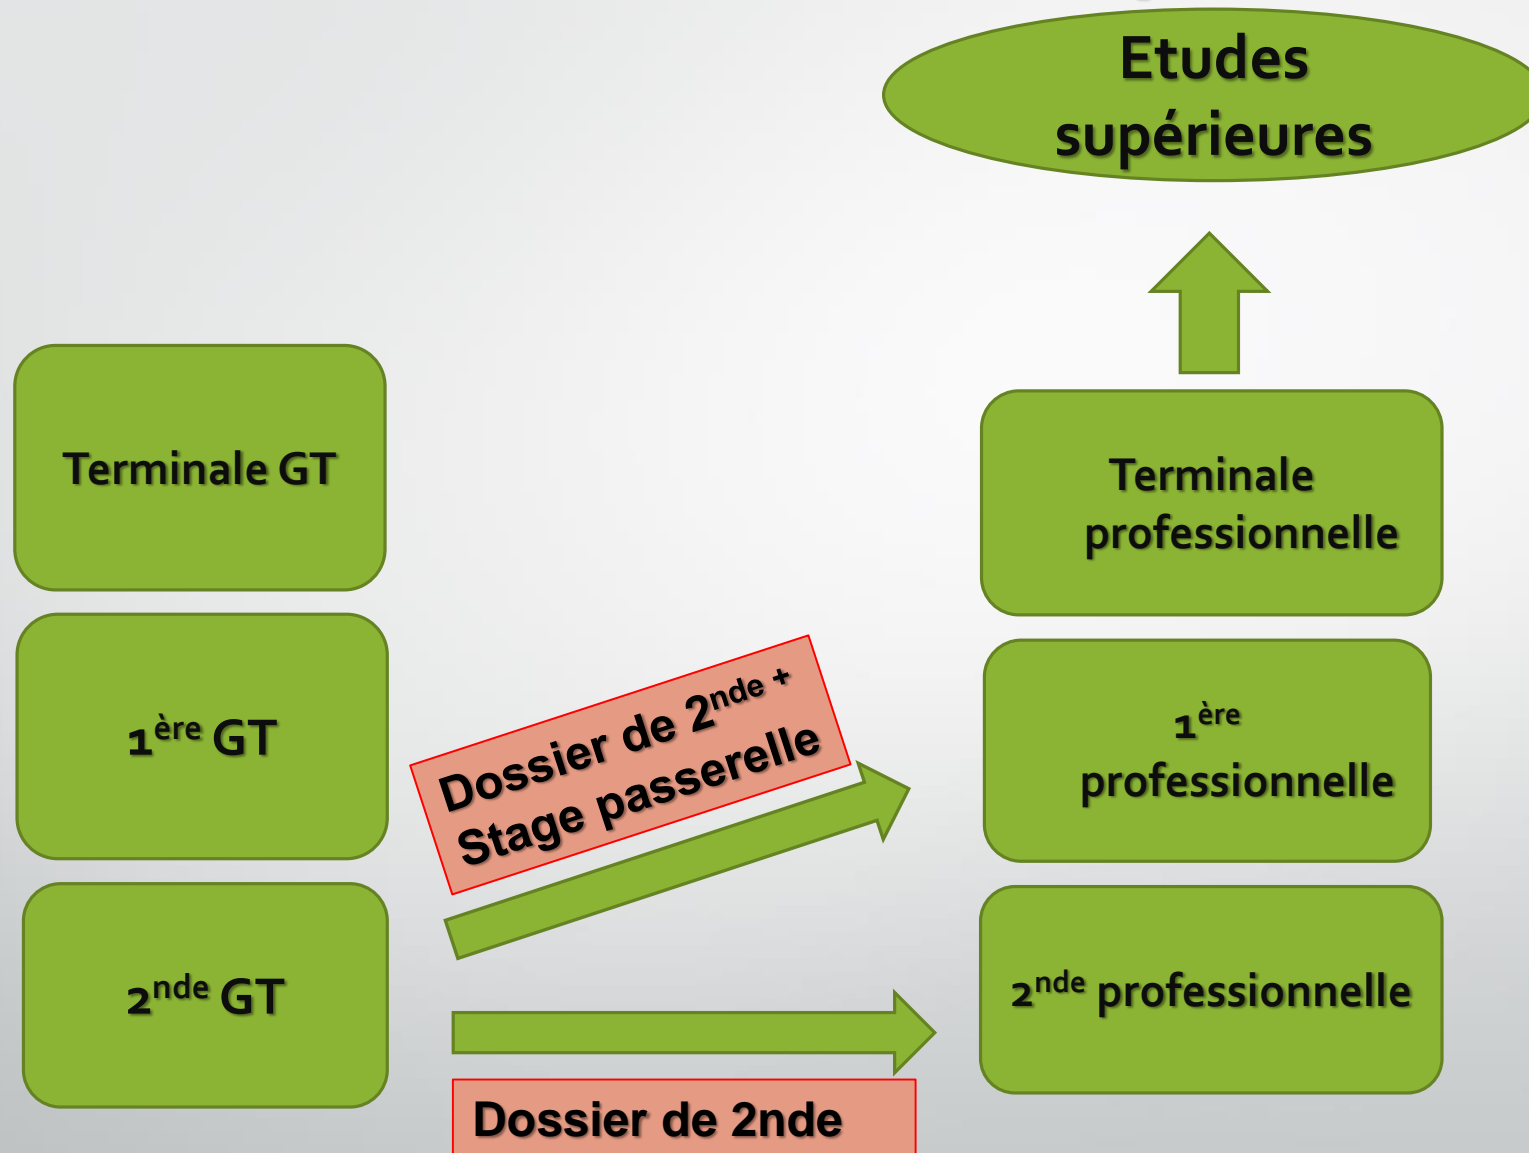 Etudes
supérieures
Terminale GT
Terminale
professionnelle
1ère GT
Dossier de 2nde +
Stage passerelle
1ère
professionnelle
2nde GT
2nde professionnelle
Dossier de 2nde